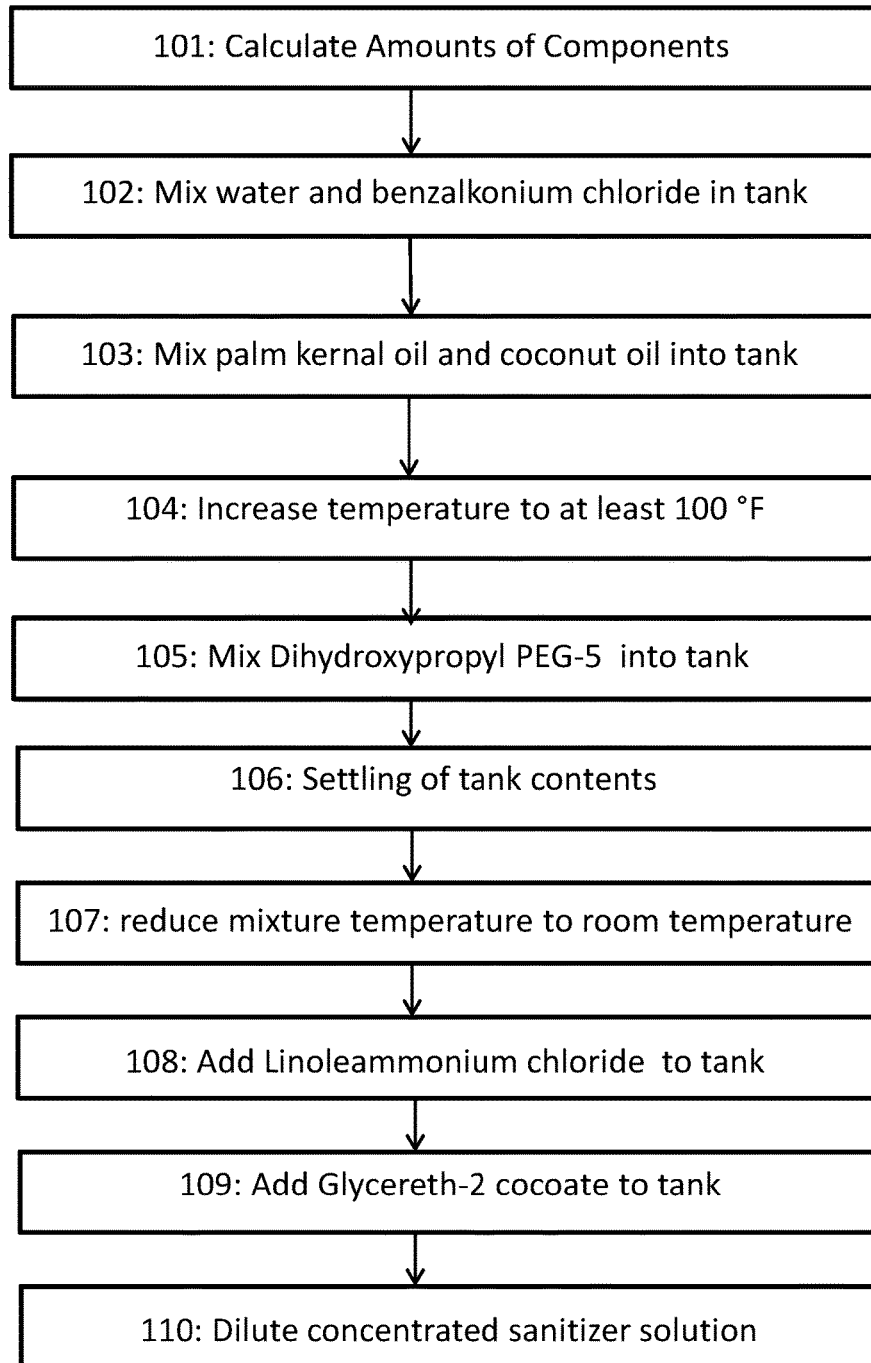 101: Calculate Amounts of Components
102: Mix water and benzalkonium chloride in tank
103: Mix palm kernal oil and coconut oil into tank
104: Increase temperature to at least 100 °F
105: Mix Dihydroxypropyl PEG-5 into tank
106: Settling of tank contents
107: reduce mixture temperature to room temperature
108: Add Linoleammonium chloride to tank
109: Add Glycereth-2 cocoate to tank
110: Dilute concentrated sanitizer solution